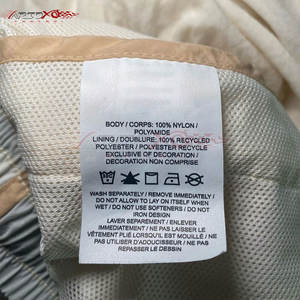 BODY / CORPS: 100% NYLON /
POLYAMIDE
LINING / DOUBLURE: 100% RECYCLED
POLYESTER / POLYESTER RECYCLE
EXCLUSIVE OF DECORATION /
DECORATION NON COMPRISE
WASH SEPARATELY / REMOVE IMMEDIATELY /
DO NOT ALLOW TO LAY ON ITSELF WHEN
WET / DO NOT USE SOFTENERS / DO NOT
IRON DESIGN
LAVER SEPARATEMENT / ENLEVER
IMMÉDIATEMENT / NE PAS LAISSER LE
VÊTEMENT PLIÉ LORSQU'IL EST MOUILLÉ / NE
PAS UTILISER D'ADOUCISSEUR / NE PAS
REPASSER LE DESSIN